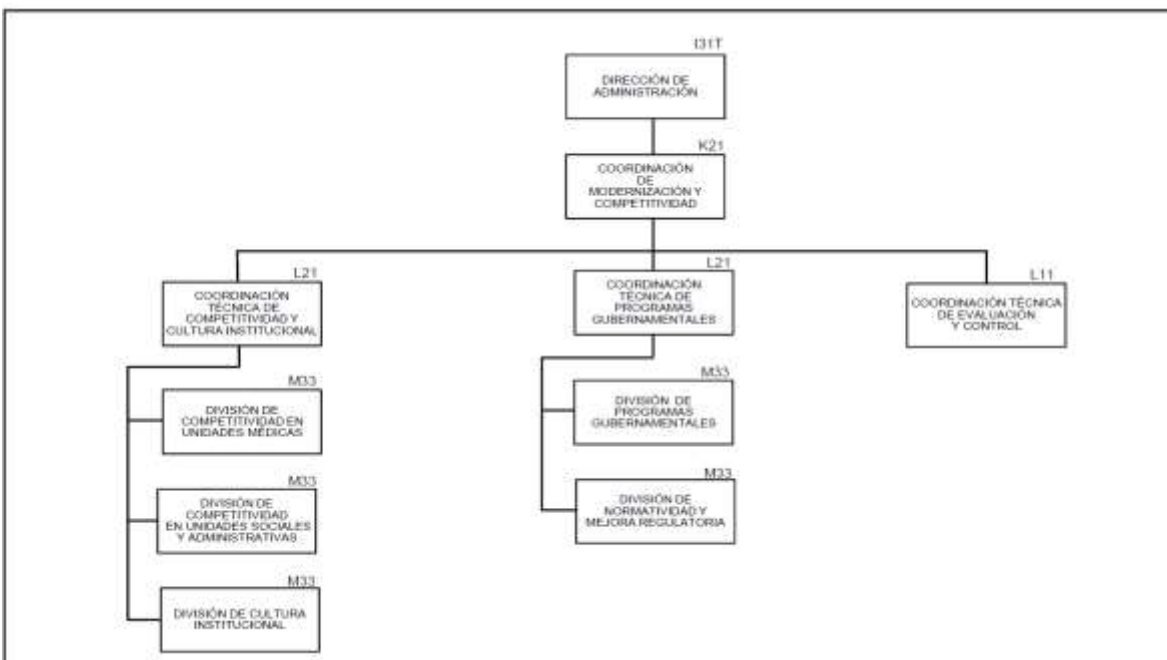 I31T
DIRECCIÓN DE
ADMINISTRACIÓN
K21
COORDINACIÓN
DE
MODERNIZACIÓN Y
COMPETITIVIDAD
L21
COORDINACIÓN
TÉCNICA DE
COMPETITIVIDAD Y
CULTURA INSTITUCIONAL
L21
COORDINACIÓN
TÉCNICA DE
PROGRAMAS
GUBERNAMENTALES
L11
COORDINACIÓN TÉCNICA
DE EVALUACIÓN
Y CONTROL
M33
DIVISIÓN DE
COMPETITIVIDAD EN
UNIDADES MÉDICAS
M33
DIVISIÓN DE
COMPETITIVIDAD
EN UNIDADES SOCIALES
Y ADMINISTRATIVAS
M33
DIVISIÓN DE CULTURA
INSTITUCIONAL
M33
DIVISIÓN DE
PROGRAMAS
GUBERNAMENTALES
M33
DIVISIÓN DE
NORMATIVIDAD Y
MEJORA REGULATORIA